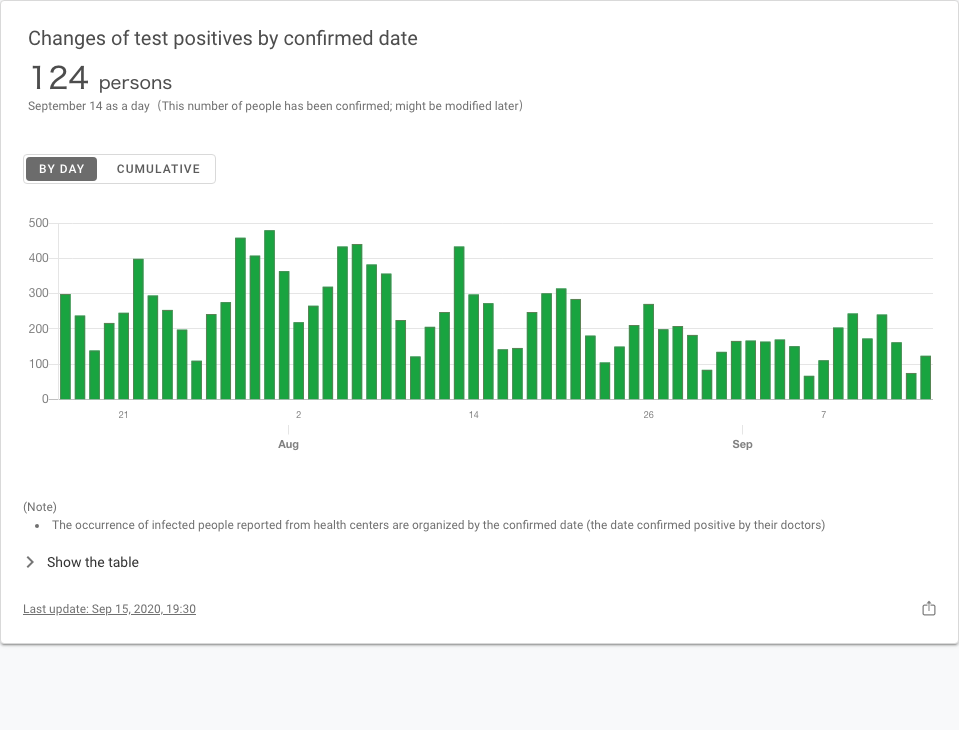 Changes of test positives by confirmed date
124 persons
September 14 as a day（This number of people has been confirmed; might be modified later）
BY DAY CUMULATIVE
500
400
300
200
100
0
21 2 14 26 7
Aug Sep
(Note)
• The occurrence of infected people reported from health centers are organized by the confirmed date (the date confirmed positive by their doctors)
Show the table
Last update: Sep 15, 2020, 19:30